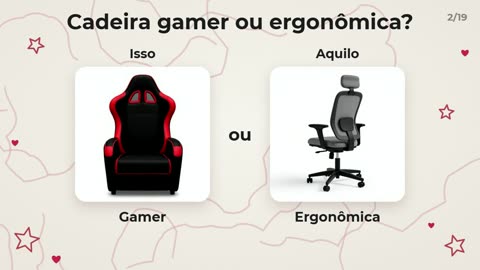 Cadeira gamer ou ergonômica?
2/19
Isso
Aquilo
ou
Gamer
Ergonômica